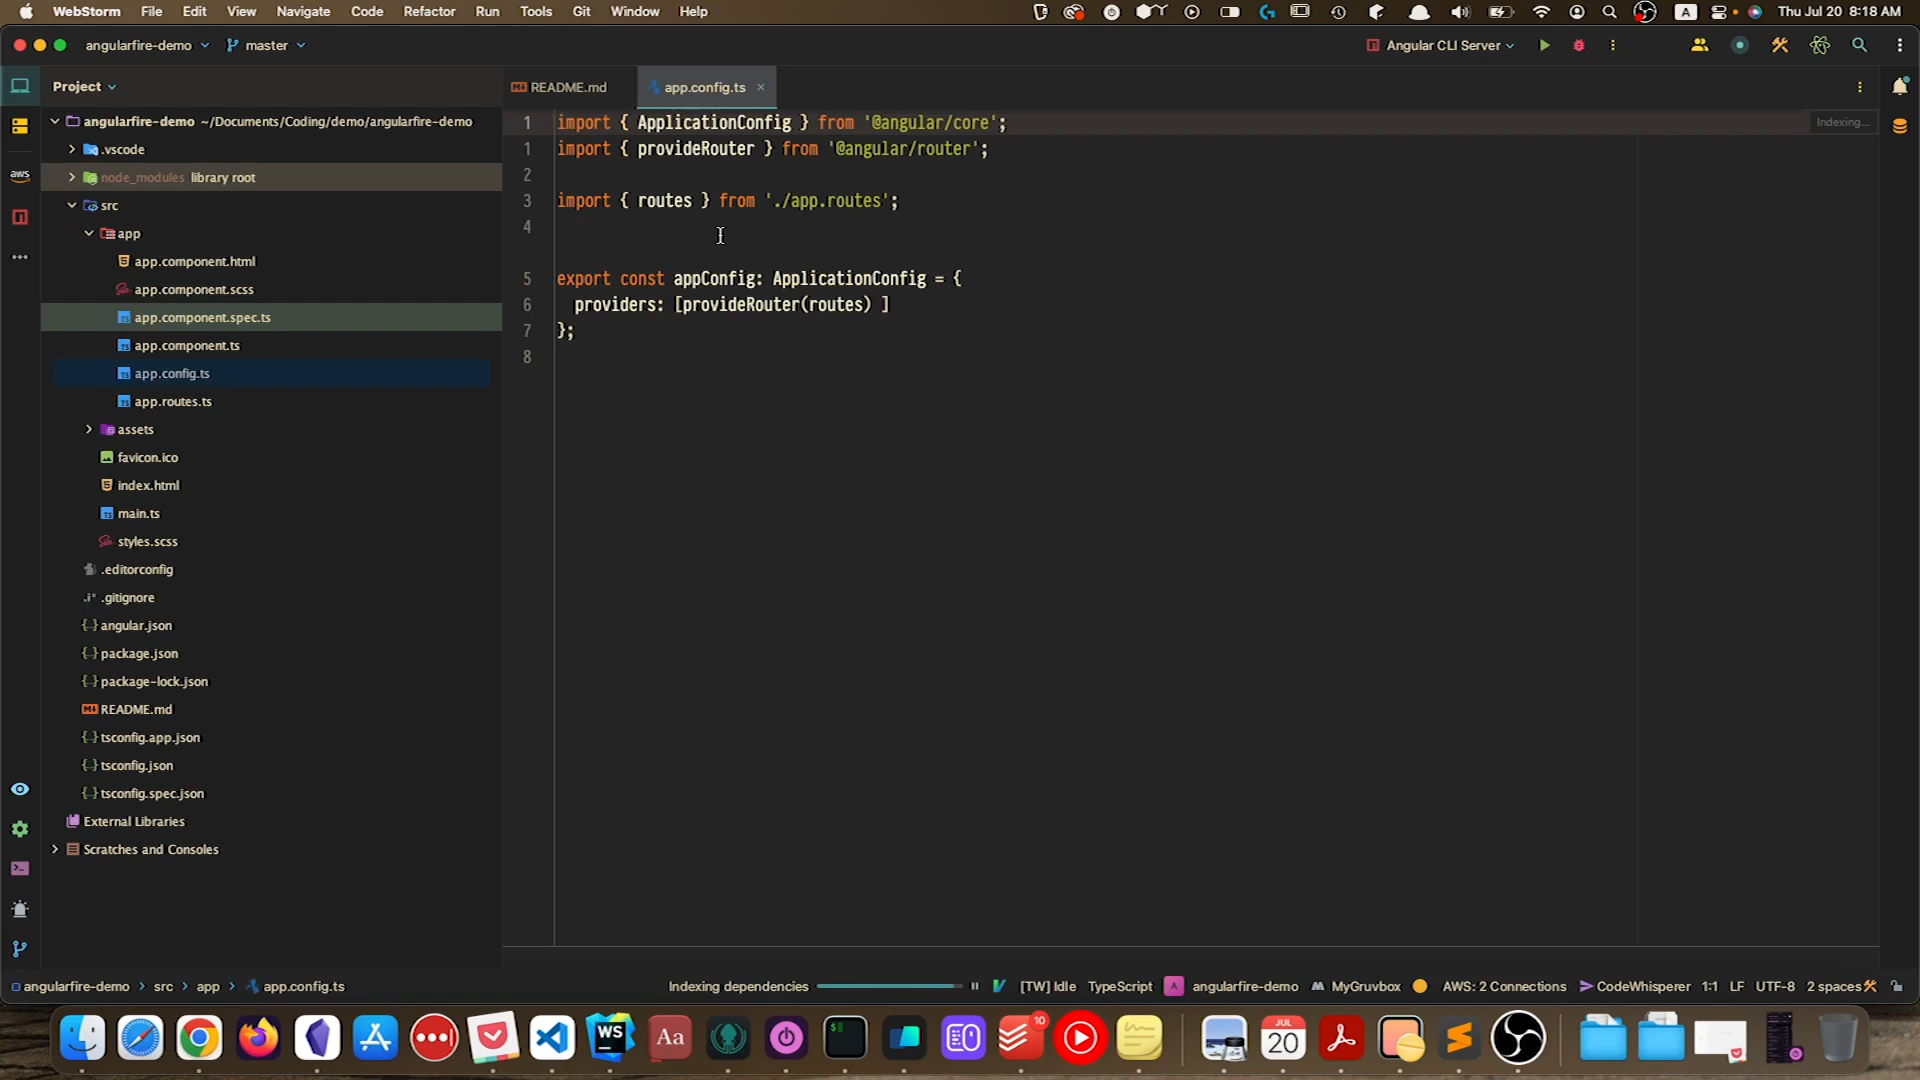 WebStorm File Edit View Navigate Code Refactor Run Tools Git Window Help A Thu Jul 20 8:18 AM
angularfire-demo master Angular CLI Server
Project README.md app.config.ts
angularfire-demo ~/Documents/Coding/demo/angularfire-demo
.vscode
node_modules library root
src
app
app.component.html
app.component.scss
app.component.spec.ts
app.component.ts
app.config.ts
app.routes.ts
assets
favicon.ico
index.html
main.ts
styles.scss
.editorconfig
.gitignore
angular.json
package.json
package-lock.json
README.md
tsconfig.app.json
tsconfig.json
tsconfig.spec.json
External Libraries
Scratches and Consoles
aws
1 import { ApplicationConfig } from '@angular/core'; Indexing...
1 import { provideRouter } from '@angular/router';
2
3 import { routes } from './app.routes';
4
5 export const appConfig: ApplicationConfig = {
6 providers: [provideRouter(routes) ]
7 };
8
angularfire-demo > src > app > app.config.ts Indexing dependencies [TW] Idle TypeScript A angularfire-demo MyGruvbox AWS: 2 Connections CodeWhisperer 1:1 LF UTF-8 2 spaces
WS Aa $ 10 JUL 20